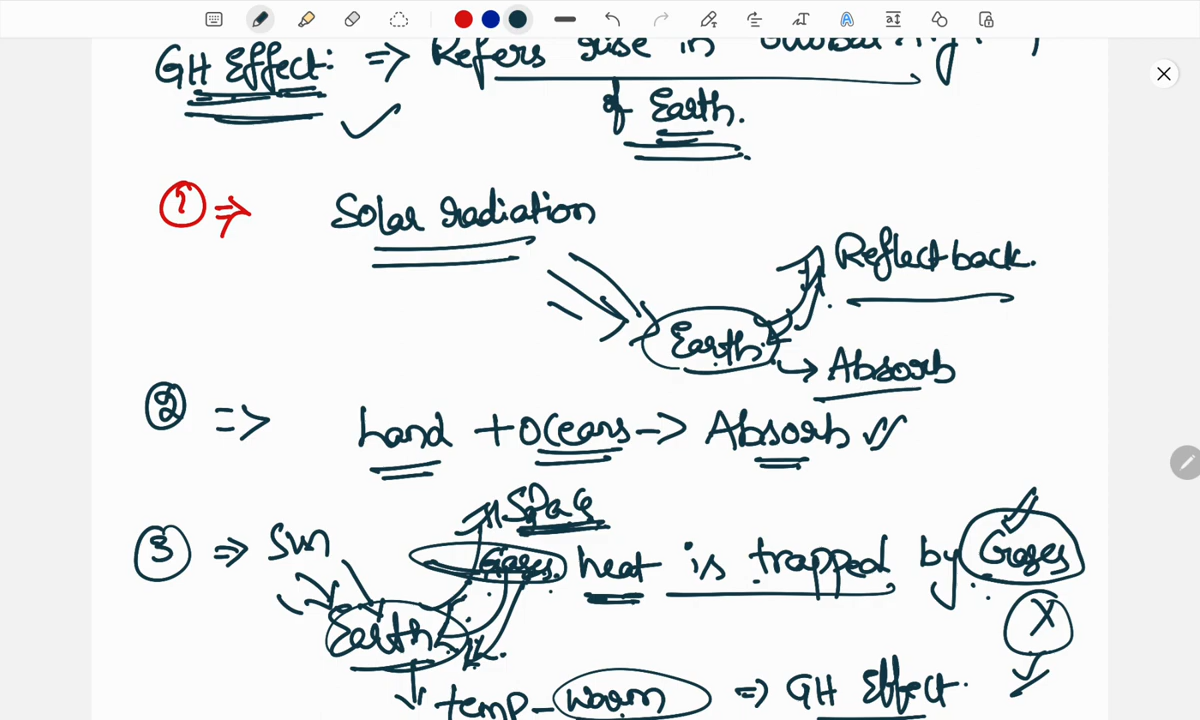 GH Effect: => Refers rise in Global
of Earth.
① => Solar radiation
Reflect back.
Earth.
Absorb
② => Land + Oceans -> Absorb
Space
③ => Sun Gases heat is trapped by Gases
Earth
X
temp - warm => GH Effect.